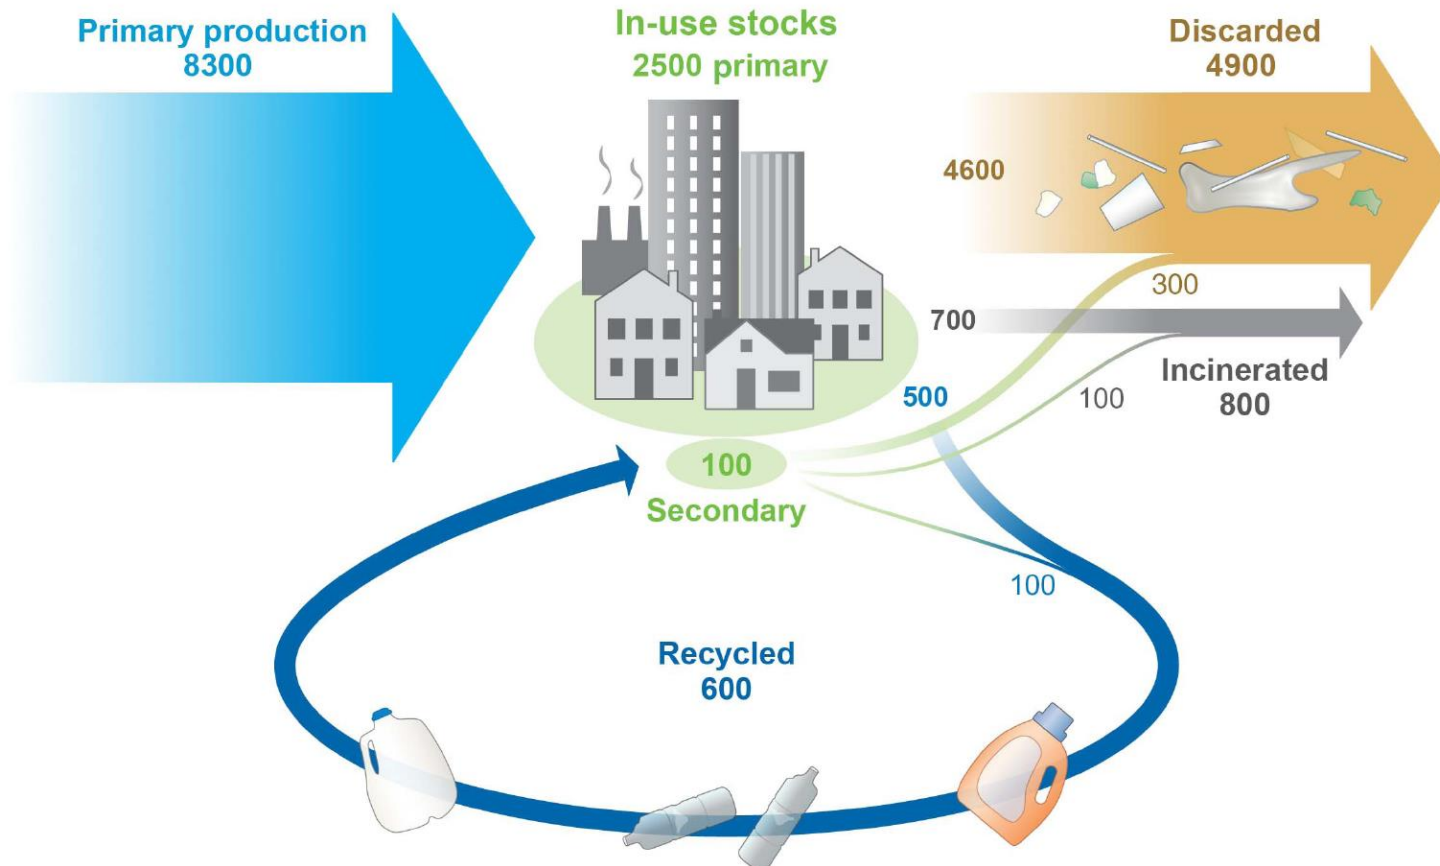 Primary production
8300
In-use stocks
2500 primary
Discarded
4900
4600
300
700
Incinerated
800
100
500
100
Secondary
100
Recycled
600